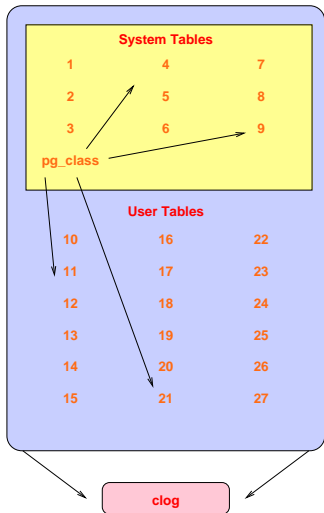 System Tables
1 4 7
2 5 8
3 6 9
pg_class
User Tables
10 16 22
11 17 23
12 18 24
13 19 25
14 20 26
15 21 27
clog